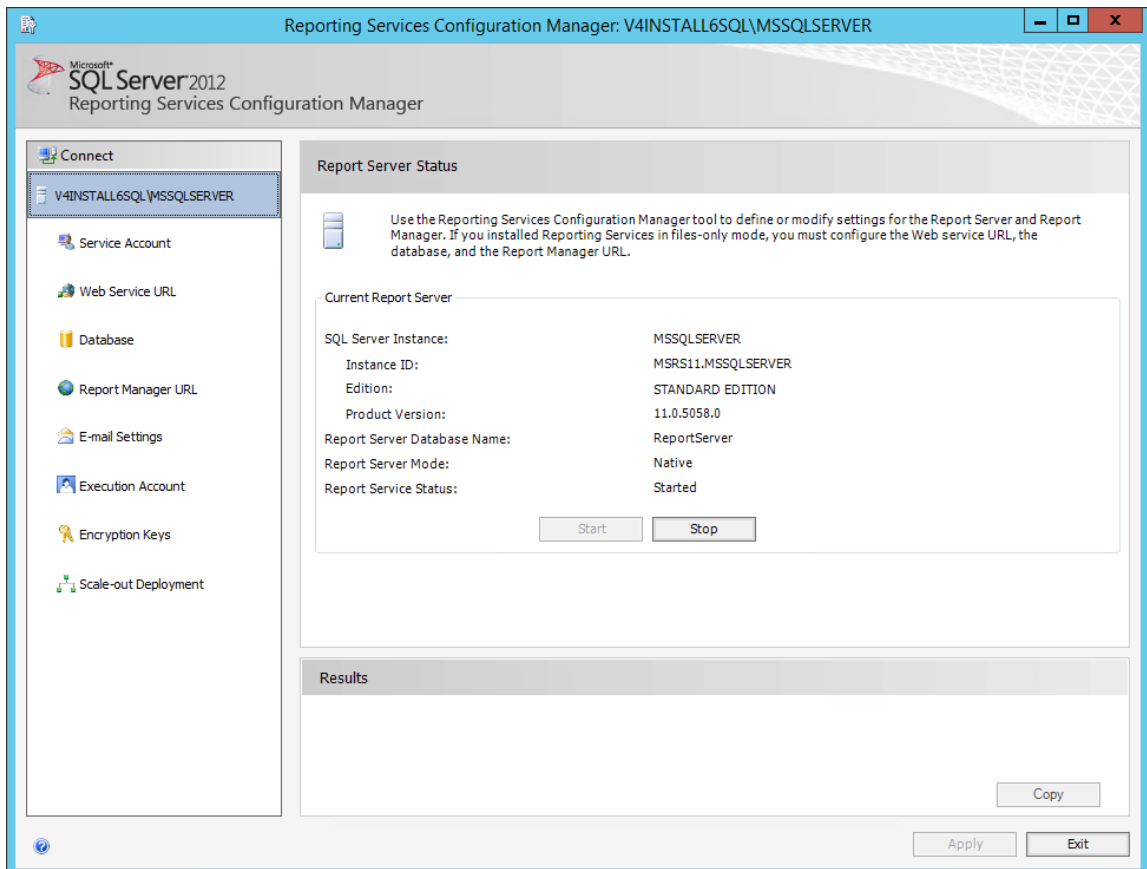 Reporting Services Configuration Manager: V4INSTALL6SQL\MSSQLSERVER
Microsoft®
SQL Server 2012
Reporting Services Configuration Manager
Connect
V4INSTALL6SQL\MSSQLSERVER
Service Account
Web Service URL
Database
Report Manager URL
E-mail Settings
Execution Account
Encryption Keys
Scale-out Deployment
Report Server Status
Use the Reporting Services Configuration Manager tool to define or modify settings for the Report Server and Report
Manager. If you installed Reporting Services in files-only mode, you must configure the Web service URL, the
database, and the Report Manager URL.
Current Report Server
SQL Server Instance: MSSQLSERVER
Instance ID: MSRS11.MSSQLSERVER
Edition: STANDARD EDITION
Product Version: 11.0.5058.0
Report Server Database Name: ReportServer
Report Server Mode: Native
Report Service Status: Started
Start Stop
Results
Copy
Apply Exit